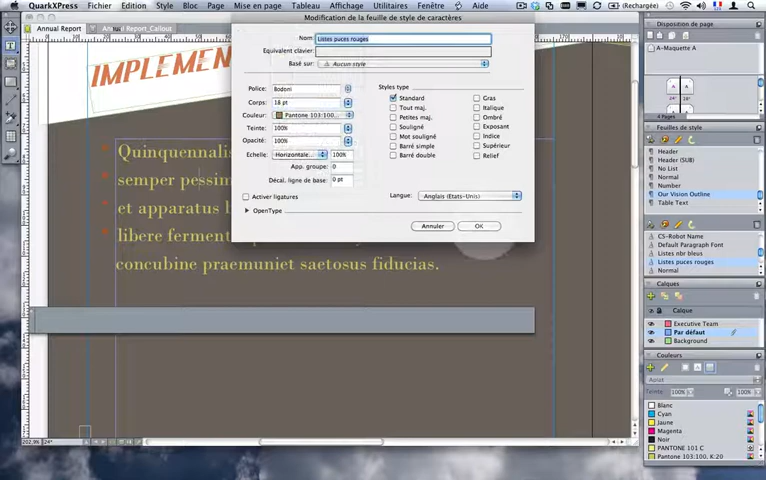 QuarkXPress Fichier Edition Style Bloc Page Mise en page Tableau Affichage Utilitaires Fenêtre Aide (Rechargée)
Annual Report
Report_Callout
Modification de la feuille de style de caractères
Nom: Listes puces rouges
Equivalent clavier:
Basé sur: Aucun style
Police: Bodoni
Corps: 18 pt
Couleur: Pantone 103:100...
Teinte: 100%
Opacité: 100%
Echelle: Horizontale... 100%
App. groupe: 0
Décal. ligne de base: 0 pt
Styles type
Standard
Tout maj.
Petites maj.
Souligné
Mot souligné
Barré simple
Barré double
Gras
Italique
Ombré
Exposant
Indice
Supérieur
Relief
Activer ligatures
Langue: Anglais (Etats-Unis)
OpenType
Annuler OK
IMPLEMEN
Quinquennalis
semper pessim
et apparatus b
libere ferment
concubine praemuniet saetosus fiducias.
Disposition de page
A-Maquette A
4 Pages
Feuilles de style
Header
Header (SUB)
No List
Normal
Number
Our Vision Outline
Table Text
CS-Robot Name
Default Paragraph Font
Listes nbr bleus
Listes puces rouges
Normal
Calques
Calque
Executive Team
Par défaut
Background
Couleurs
Teinte: 100% 100%
Blanc
Cyan
Jaune
Magenta
Noir
PANTONE 101 C
Pantone 103:100, K:20